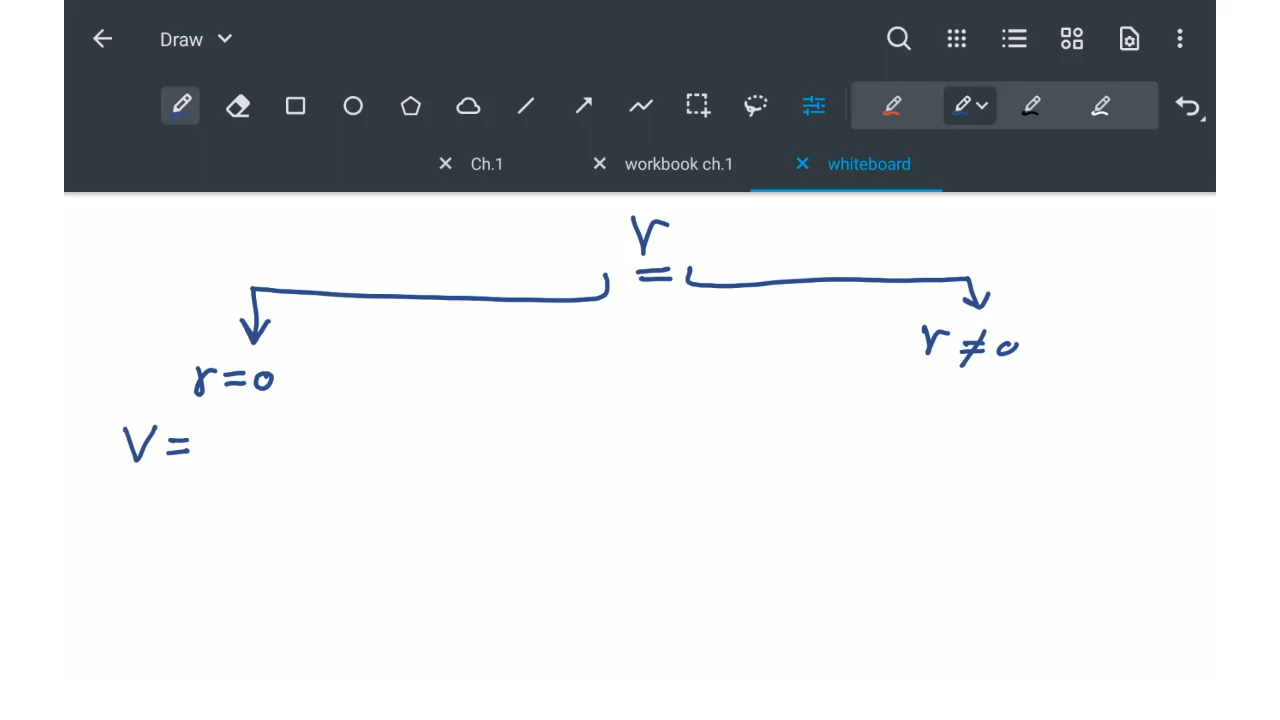 Draw
Ch.1 workbook ch.1 whiteboard
r
=
r = 0
r ≠ 0
V =